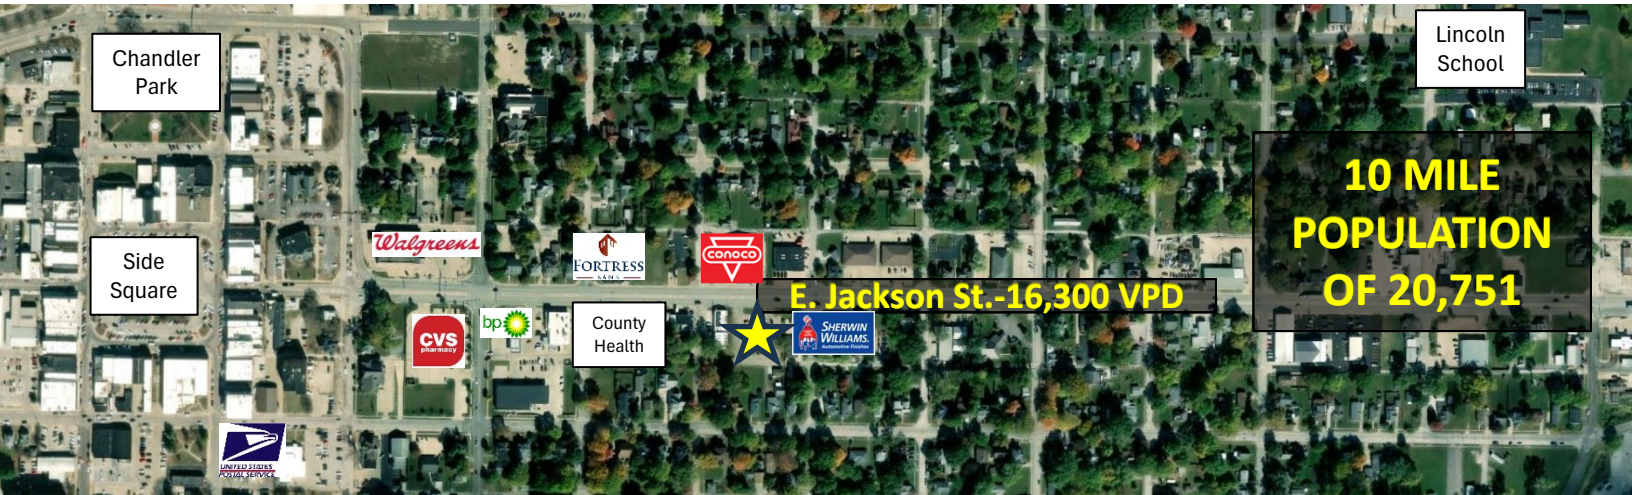 Chandler
Park
Lincoln
School
10 MILE
POPULATION
OF 20,751
Walgreens
FORTRESS
BANK
conoco
Side
Square
E. Jackson St.-16,300 VPD
bp
CVS
pharmacy
County
Health
SHERWIN
WILLIAMS.
Automotive Finishes
UNITED STATES
POSTAL SERVICE